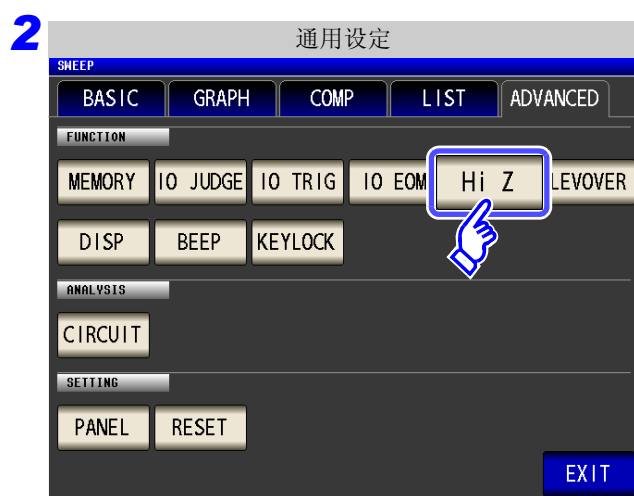 2
通用设定
SWEEP
BASIC GRAPH COMP LIST ADVANCED
FUNCTION
MEMORY IO JUDGE IO TRIG IO EOM Hi Z LEVOVER
DISP BEEP KEYLOCK
ANALYSIS
CIRCUIT
SETTING
PANEL RESET
EXIT